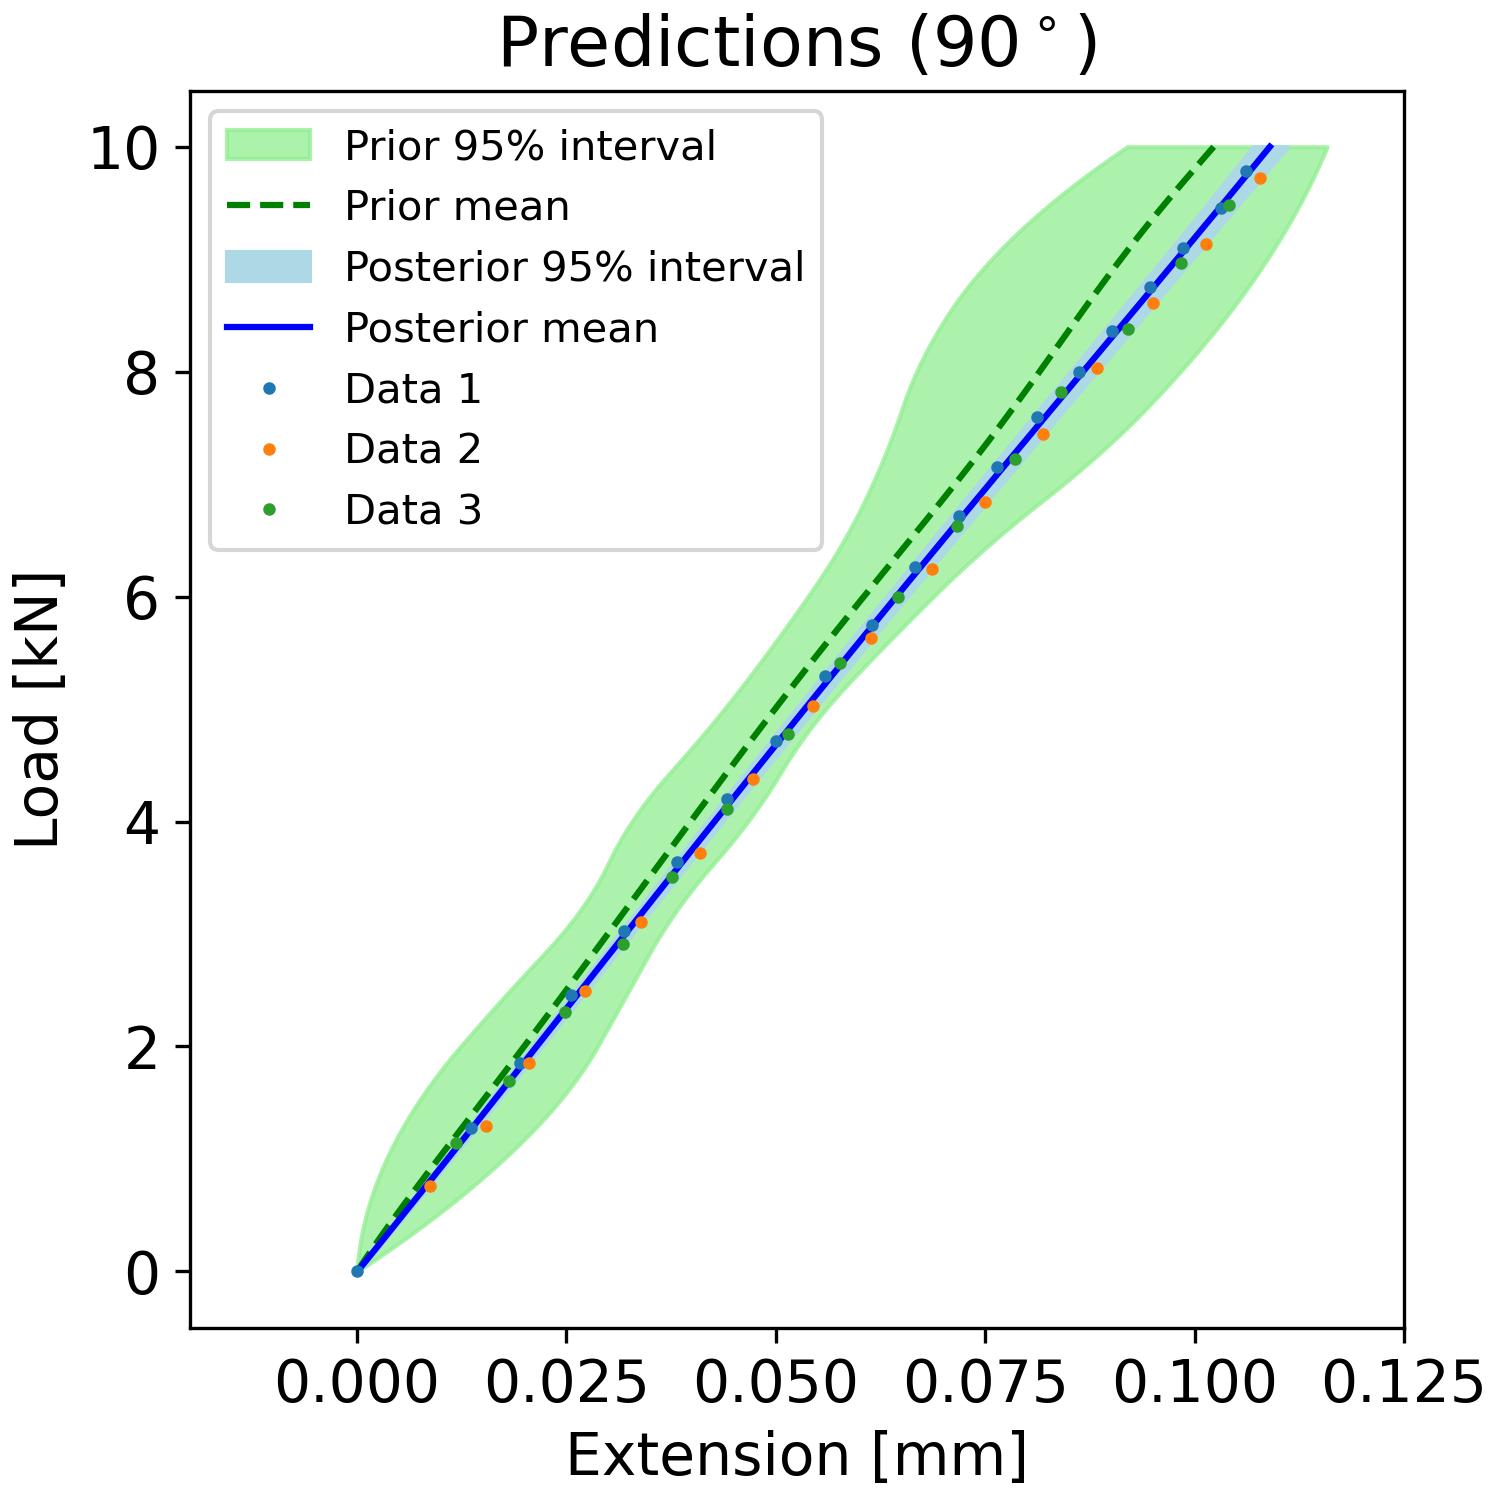 Predictions (90°)
Prior 95% interval
Prior mean
Posterior 95% interval
Posterior mean
Data 1
Data 2
Data 3
10
8
6
4
2
0
Load [kN]
0.000 0.025 0.050 0.075 0.100 0.125
Extension [mm]